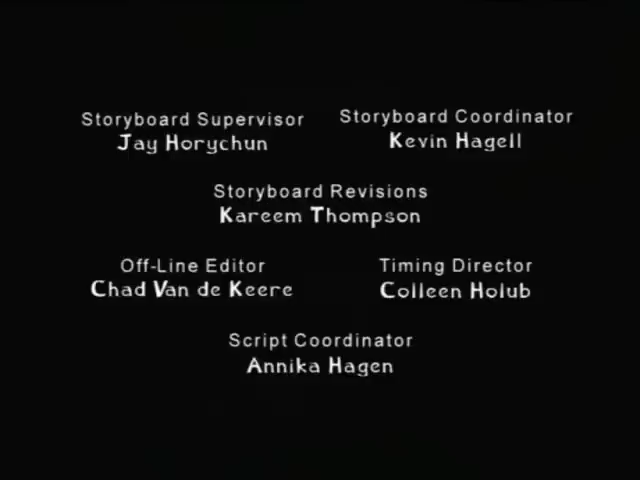 Storyboard Supervisor
Jay Horychun
Storyboard Coordinator
Kevin Hagell
Storyboard Revisions
Kareem Thompson
Off-Line Editor
Chad Van de Keere
Timing Director
Colleen Holub
Script Coordinator
Annika Hagen